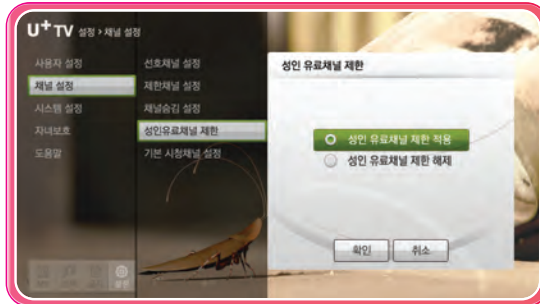 U+ TV 설정 › 채널 설정
사용자 설정
채널 설정
시스템 설정
자녀보호
도움말
선호채널 설정
제한채널 설정
채널숨김 설정
성인유료채널 제한
기본 시청채널 설정
성인 유료채널 제한
성인 유료채널 제한 적용
성인 유료채널 제한 해제
확인 취소
설정